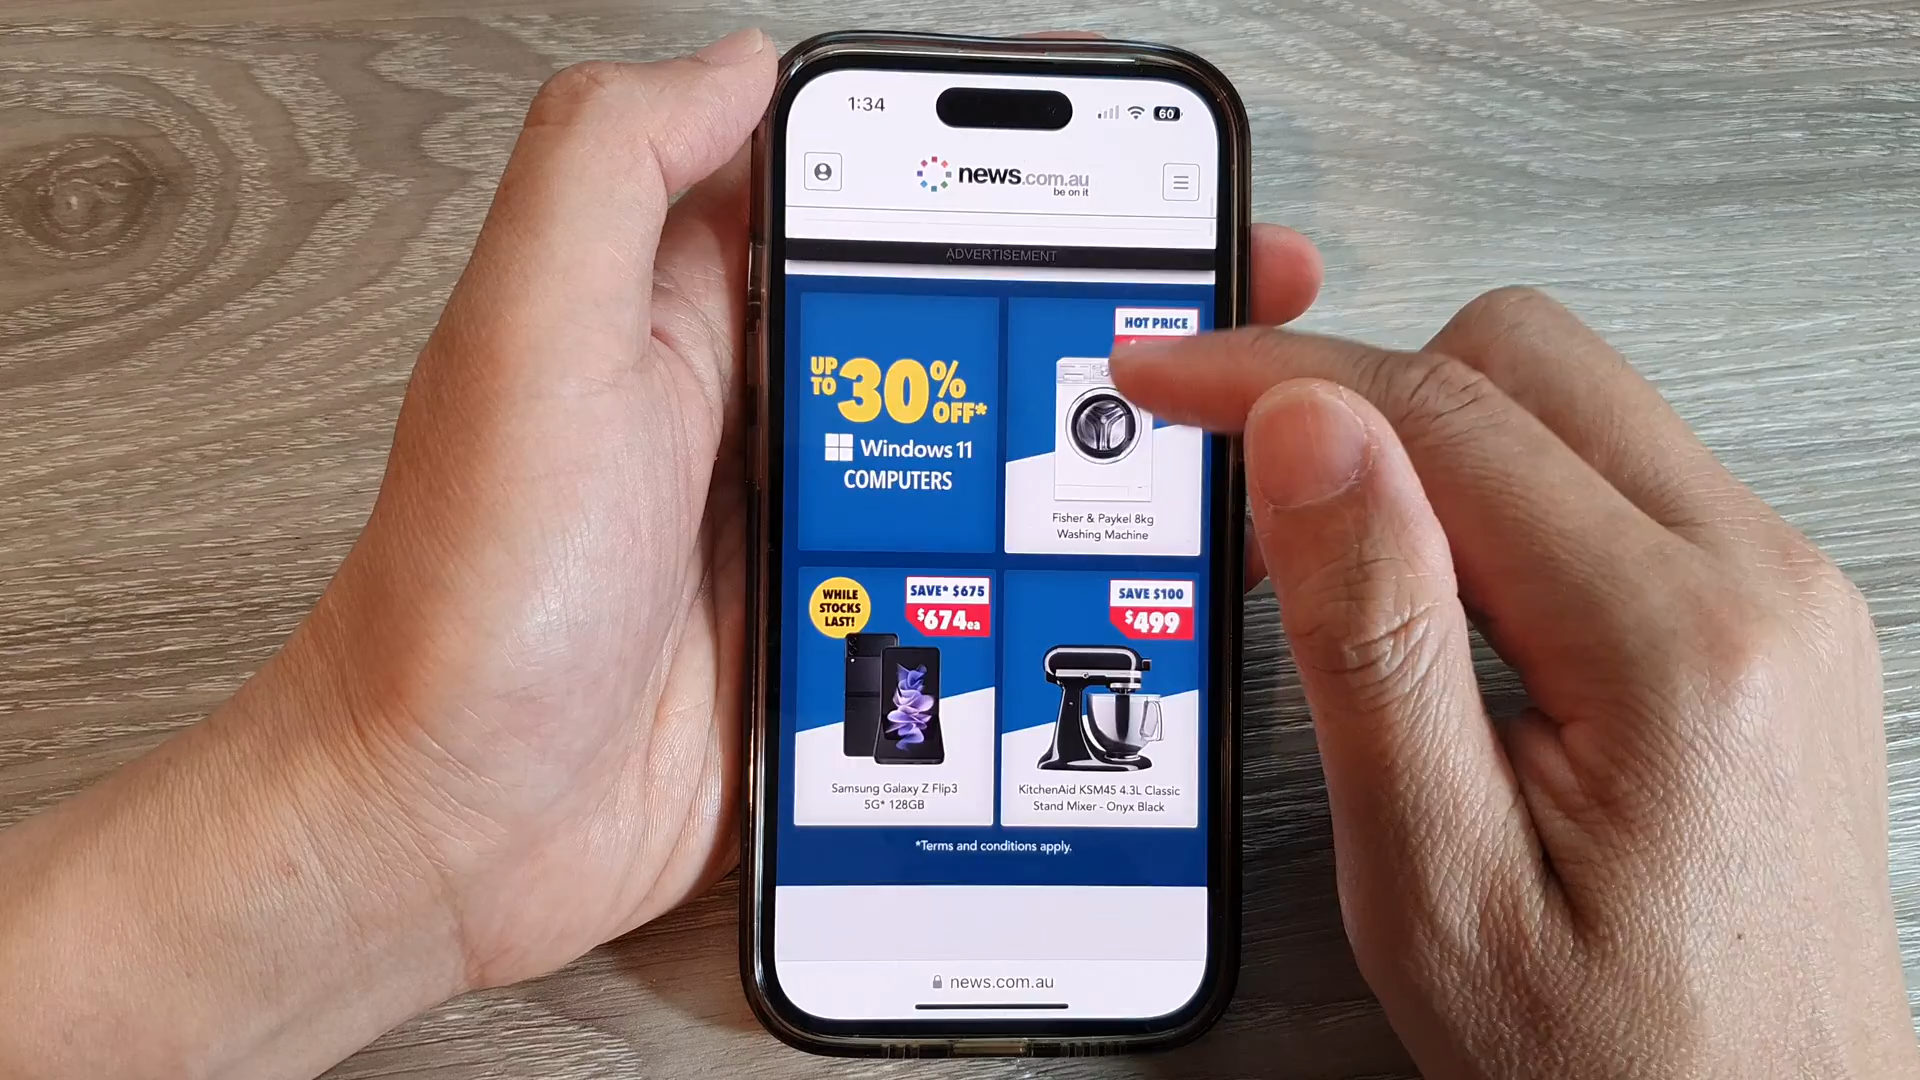 1:34
60
news.com.au
be on it
ADVERTISEMENT
UP TO 30% OFF*
Windows 11
COMPUTERS
HOT PRICE
Fisher & Paykel 8kg
Washing Machine
WHILE
STOCKS
LAST!
SAVE* $675
$674ea
Samsung Galaxy Z Flip3
5G* 128GB
SAVE $100
$499
KitchenAid KSM45 4.3L Classic
Stand Mixer - Onyx Black
*Terms and conditions apply.
news.com.au